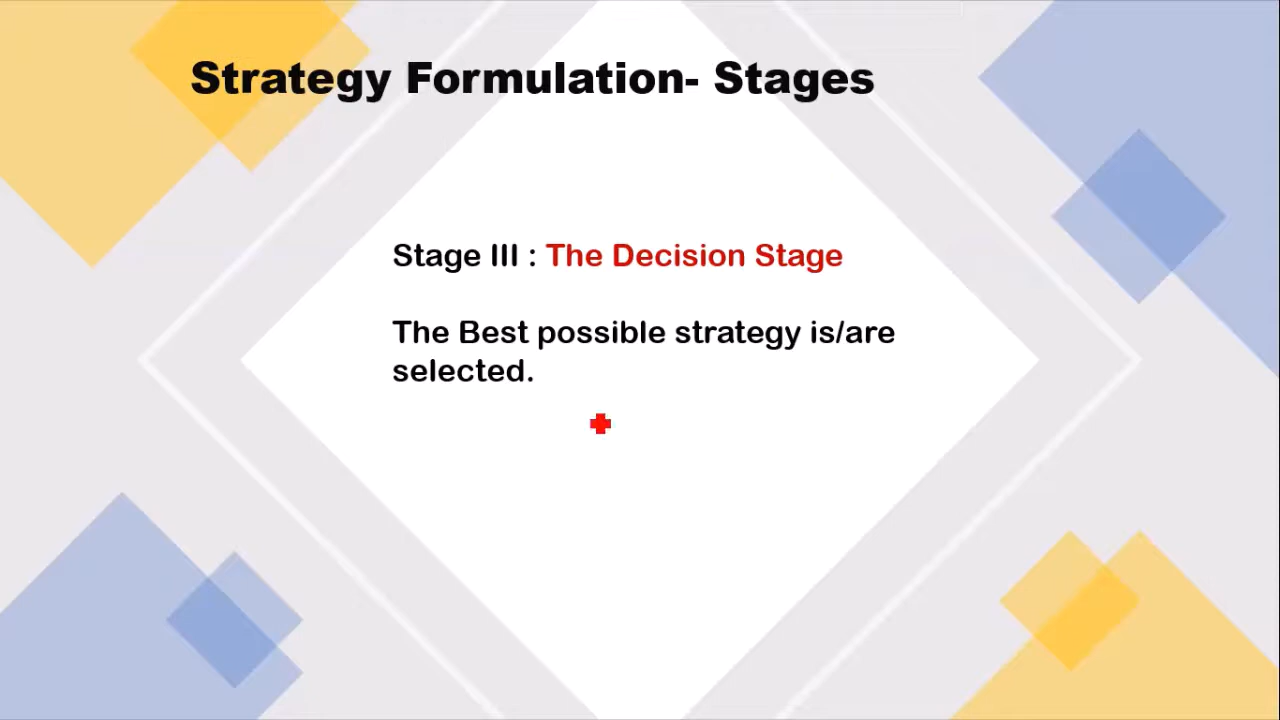 Strategy Formulation- Stages
Stage III : The Decision Stage
The Best possible strategy is/are
selected.